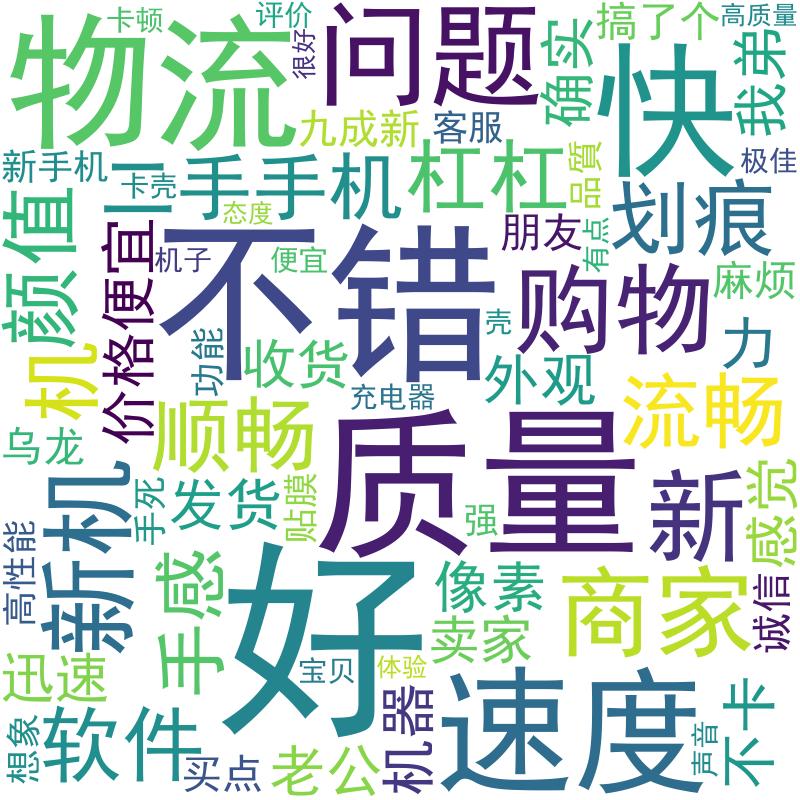 卡顿
评价
很好
问题
搞了个
高质量
物流
确实
快
我弟
九成新
客服
新手机
卡壳
二手手机
杠杠
品質
划痕
极佳
颜值
价格便宜
态度
不错
朋友
有点
机子
便宜
购物
麻烦
机
功能
收货
壳
外观
力
充电器
流畅
乌龙
顺畅
质量
新机
手死
发货
贴膜
强
新
感觉
高性能
手感
好
像素
商家
诚信
卖家
迅速
宝贝
体验
速度
不卡
想象
软件
买点
老公
机器
声音